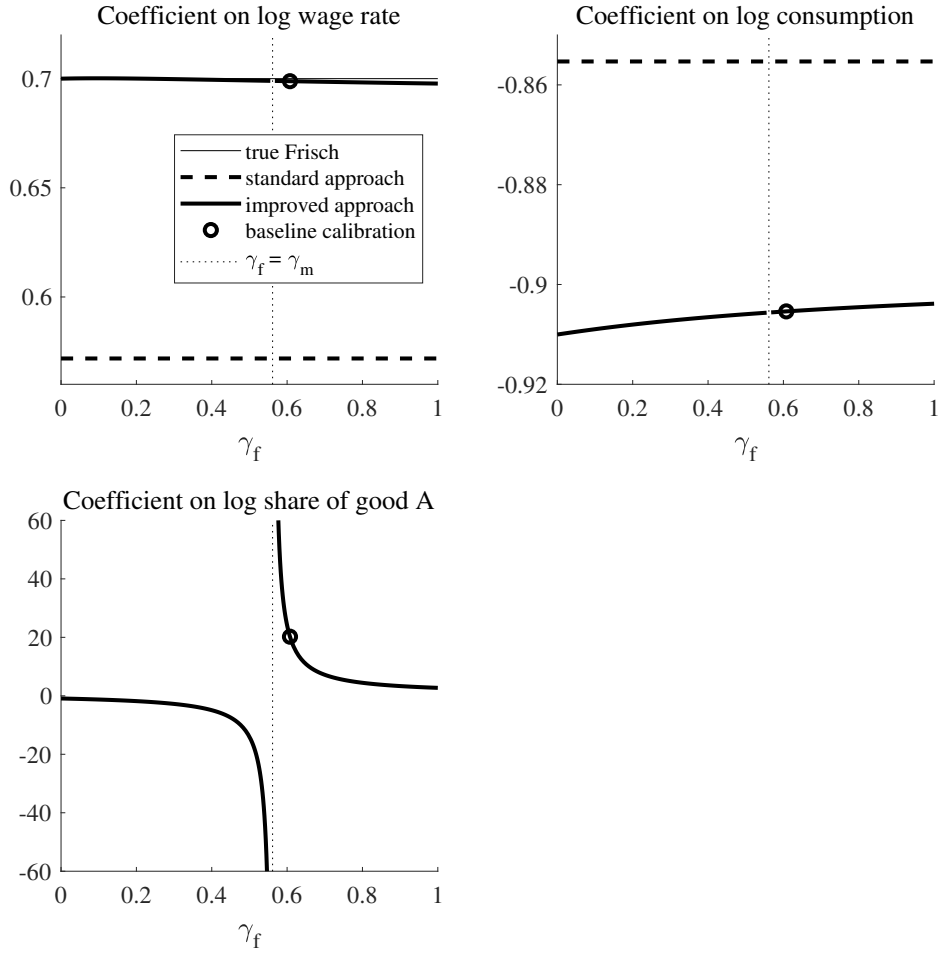 Coefficient on log wage rate
0.7
0.65
0.6
true Frisch
standard approach
improved approach
baseline calibration
γf = γm
0 0.2 0.4 0.6 0.8 1
γf
Coefficient on log consumption
-0.86
-0.88
-0.9
-0.92
0 0.2 0.4 0.6 0.8 1
γf
Coefficient on log share of good A
60
40
20
0
-20
-40
-60
0 0.2 0.4 0.6 0.8 1
γf